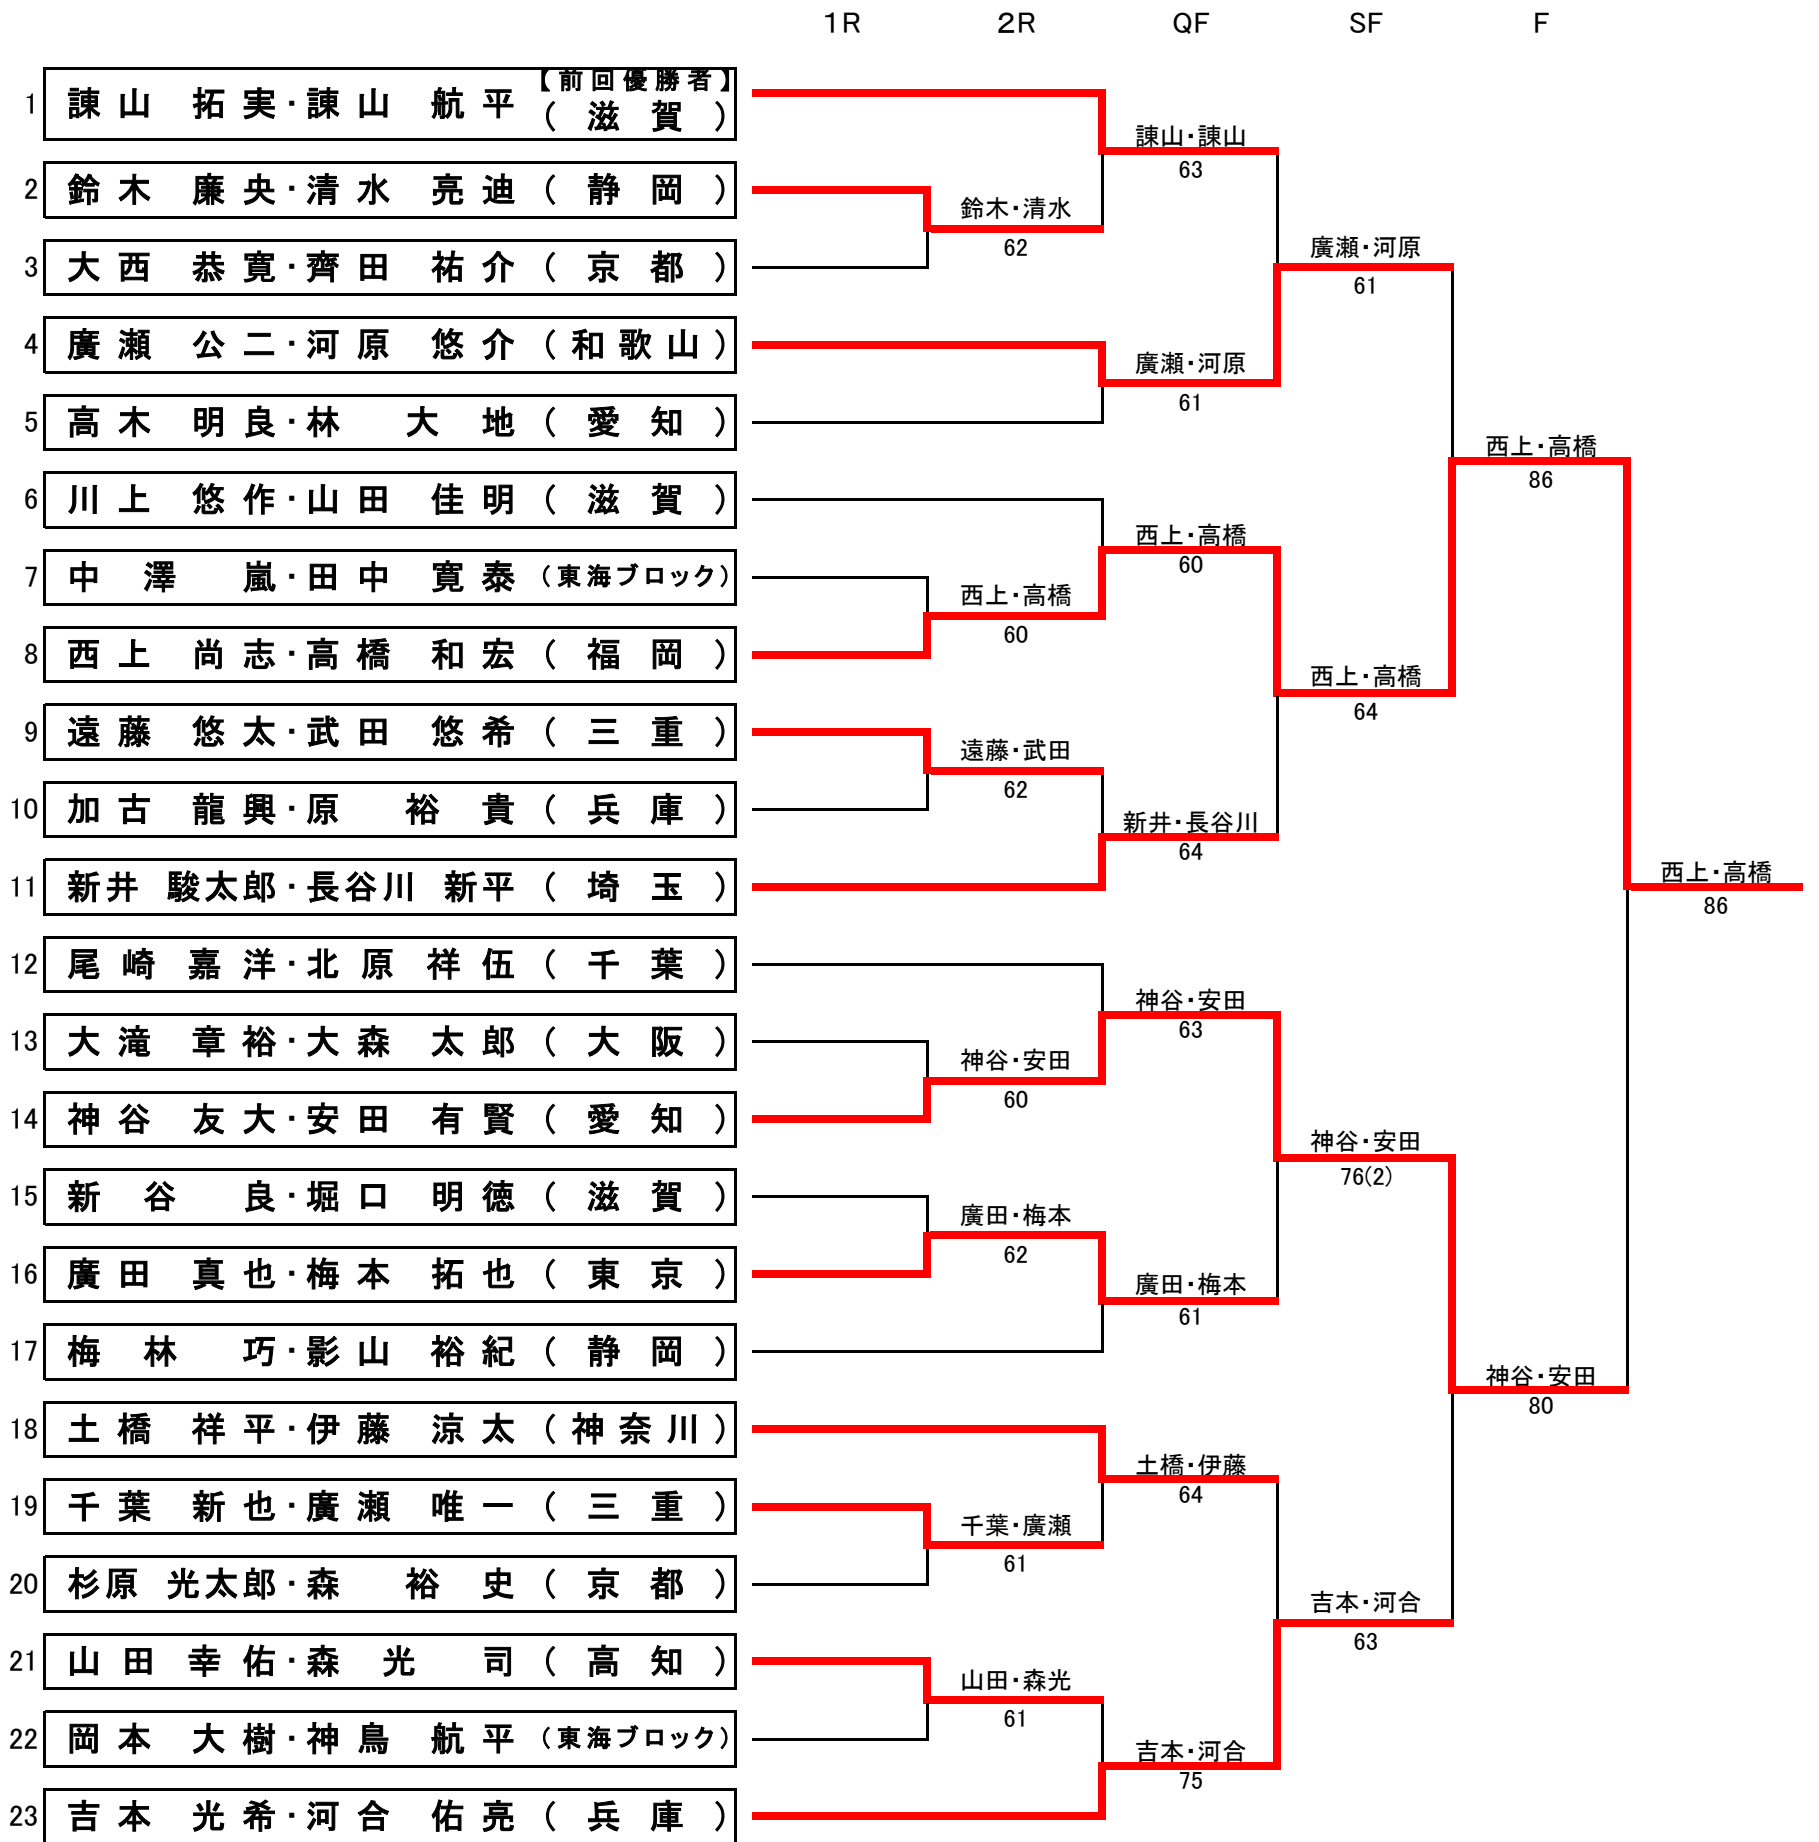 1R 2R QF SF F
1 諫山 拓実・諫山 航平 【前回優勝者】 (滋賀)
諫山・諫山
63
2 鈴木 廉央・清水 亮迪 (静岡)
鈴木・清水
62
3 大西 恭寛・齊田 祐介 (京都)
廣瀬・河原
61
4 廣瀬 公二・河原 悠介 (和歌山)
廣瀬・河原
61
5 高木 明良・林 大地 (愛知)
西上・高橋
86
6 川上 悠作・山田 佳明 (滋賀)
西上・高橋
60
7 中澤 嵐・田中 寛泰 (東海ブロック)
西上・高橋
60
8 西上 尚志・高橋 和宏 (福岡)
西上・高橋
64
9 遠藤 悠太・武田 悠希 (三重)
遠藤・武田
62
10 加古 龍興・原 裕貴 (兵庫)
新井・長谷川
64
11 新井 駿太郎・長谷川 新平 (埼玉)
西上・高橋
86
12 尾崎 嘉洋・北原 祥伍 (千葉)
神谷・安田
63
13 大滝 章裕・大森 太郎 (大阪)
神谷・安田
60
14 神谷 友大・安田 有賢 (愛知)
神谷・安田
76(2)
15 新谷 良・堀口 明徳 (滋賀)
廣田・梅本
62
16 廣田 真也・梅本 拓也 (東京)
廣田・梅本
61
17 梅林 巧・影山 裕紀 (静岡)
神谷・安田
80
18 土橋 祥平・伊藤 涼太 (神奈川)
土橋・伊藤
64
19 千葉 新也・廣瀬 唯一 (三重)
千葉・廣瀬
61
20 杉原 光太郎・森 裕史 (京都)
吉本・河合
63
21 山田 幸佑・森光 司 (高知)
山田・森光
61
22 岡本 大樹・神鳥 航平 (東海ブロック)
吉本・河合
75
23 吉本 光希・河合 佑亮 (兵庫)